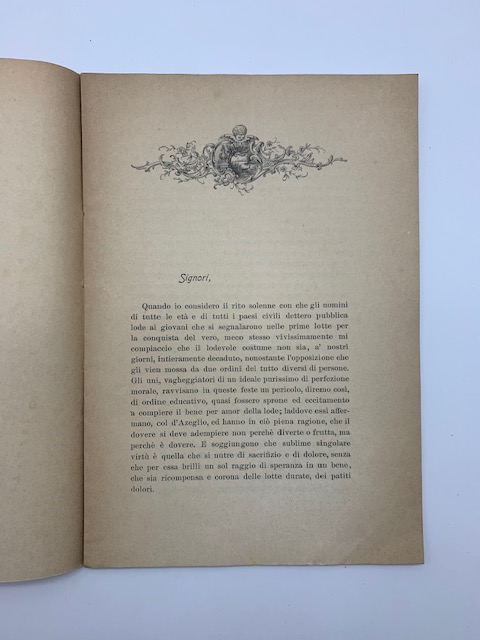 Signori,
Quando io considero il rito solenne con che gli uomini
di tutte le età e di tutti i paesi civili dettero pubblica
lode ai giovani che si segnalarono nelle prime lotte per
la conquista del vero, meco stesso vivissimamente mi
compiaccio che il lodevole costume non sia, a' nostri
giorni, intieramente decaduto, nonostante l'opposizione che
gli vien mossa da due ordini del tutto diversi di persone.
Gli uni, vagheggiatori di un ideale purissimo di perfezione
morale, ravvisano in queste feste un pericolo, diremo così,
di ordine educativo, quasi fossero sprone ed eccitamento
a compiere il bene per amor della lode; laddove essi affer-
mano, col d'Azeglio, ed hanno in ciò piena ragione, che il
dovere si deve adempiere non perchè diverte o frutta, ma
perchè è dovere. E soggiungono che sublime singolare
virtù è quella che si nutre di sacrifizio e di dolore, senza
che per essa brilli un sol raggio di speranza in un bene,
che sia ricompensa e corona delle lotte durate, dei patiti
dolori.